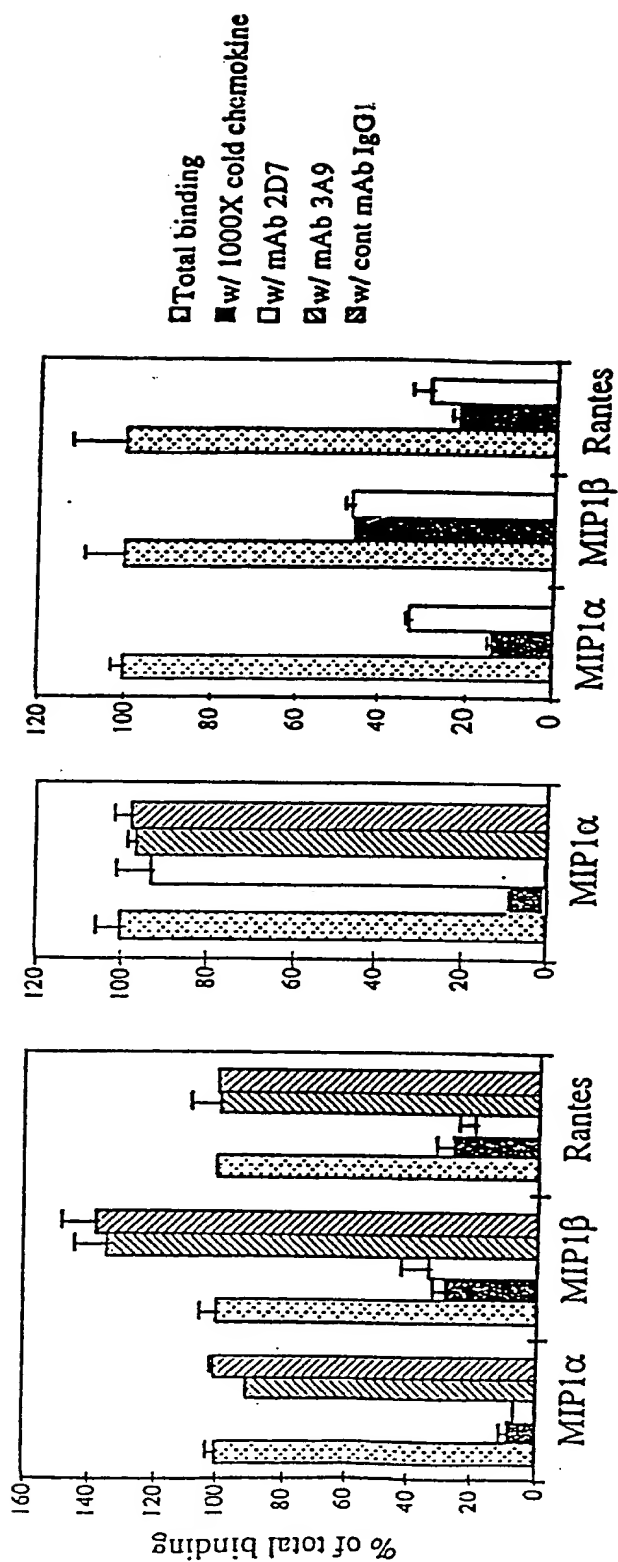 % of total binding
160
140
120
100
80
60
40
20
0
MIP1α
MIP1β
Rantes
120
100
80
60
40
20
0
MIP1α
120
100
80
60
40
20
0
MIP1α
MIP1β
Rantes
Total binding
w/ 1000X cold chemokine
w/ mAb 2D7
w/ mAb 3A9
w/ cont mAb IgG1